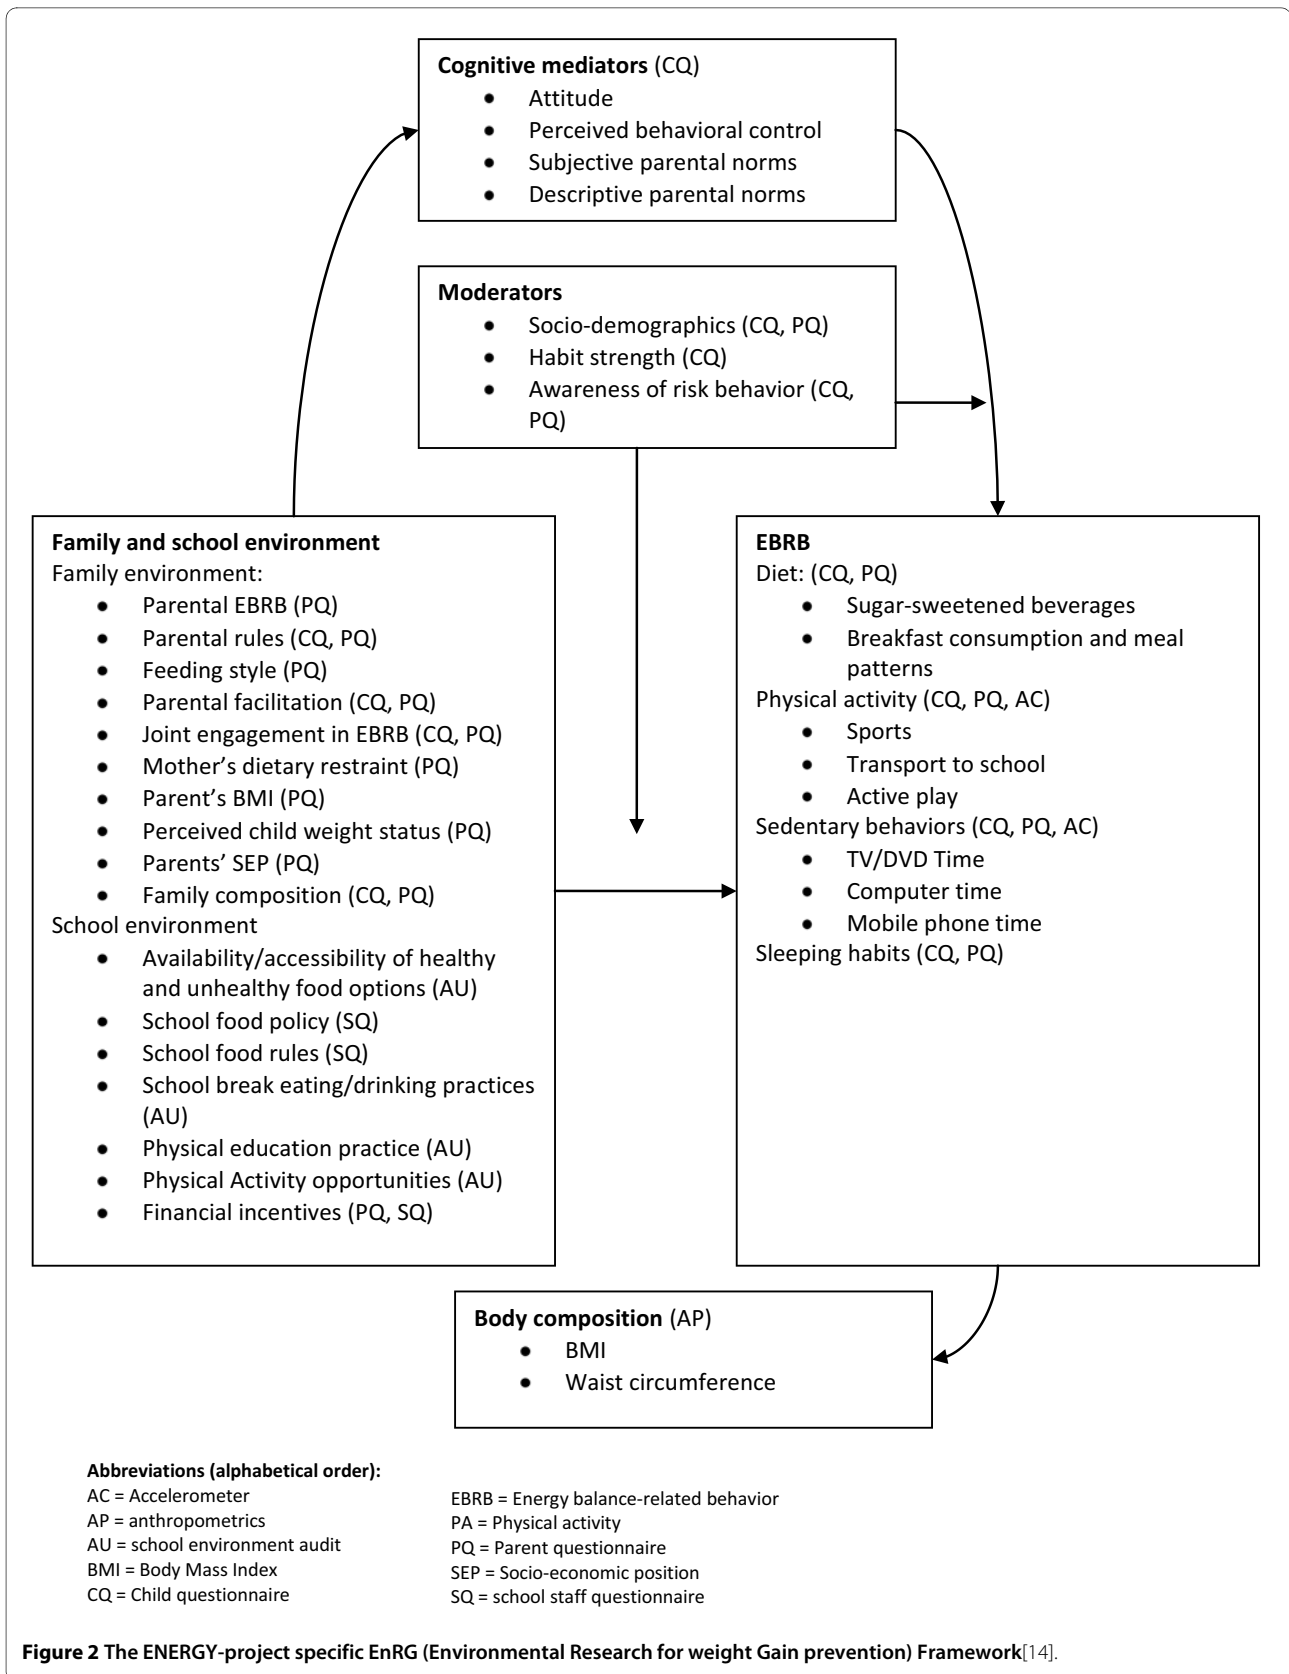 Cognitive mediators (CQ)
● Attitude
● Perceived behavioral control
● Subjective parental norms
● Descriptive parental norms
Moderators
● Socio-demographics (CQ, PQ)
● Habit strength (CQ)
● Awareness of risk behavior (CQ,
PQ)
Family and school environment
Family environment:
● Parental EBRB (PQ)
● Parental rules (CQ, PQ)
● Feeding style (PQ)
● Parental facilitation (CQ, PQ)
● Joint engagement in EBRB (CQ, PQ)
● Mother’s dietary restraint (PQ)
● Parent’s BMI (PQ)
● Perceived child weight status (PQ)
● Parents’ SEP (PQ)
● Family composition (CQ, PQ)
School environment
● Availability/accessibility of healthy
and unhealthy food options (AU)
● School food policy (SQ)
● School food rules (SQ)
● School break eating/drinking practices
(AU)
● Physical education practice (AU)
● Physical Activity opportunities (AU)
● Financial incentives (PQ, SQ)
EBRB
Diet: (CQ, PQ)
● Sugar-sweetened beverages
● Breakfast consumption and meal
patterns
Physical activity (CQ, PQ, AC)
● Sports
● Transport to school
● Active play
Sedentary behaviors (CQ, PQ, AC)
● TV/DVD Time
● Computer time
● Mobile phone time
Sleeping habits (CQ, PQ)
Body composition (AP)
● BMI
● Waist circumference
Abbreviations (alphabetical order):
AC = Accelerometer
AP = anthropometrics
AU = school environment audit
BMI = Body Mass Index
CQ = Child questionnaire
EBRB = Energy balance-related behavior
PA = Physical activity
PQ = Parent questionnaire
SEP = Socio-economic position
SQ = school staff questionnaire
Figure 2 The ENERGY-project specific EnRG (Environmental Research for weight Gain prevention) Framework[14].